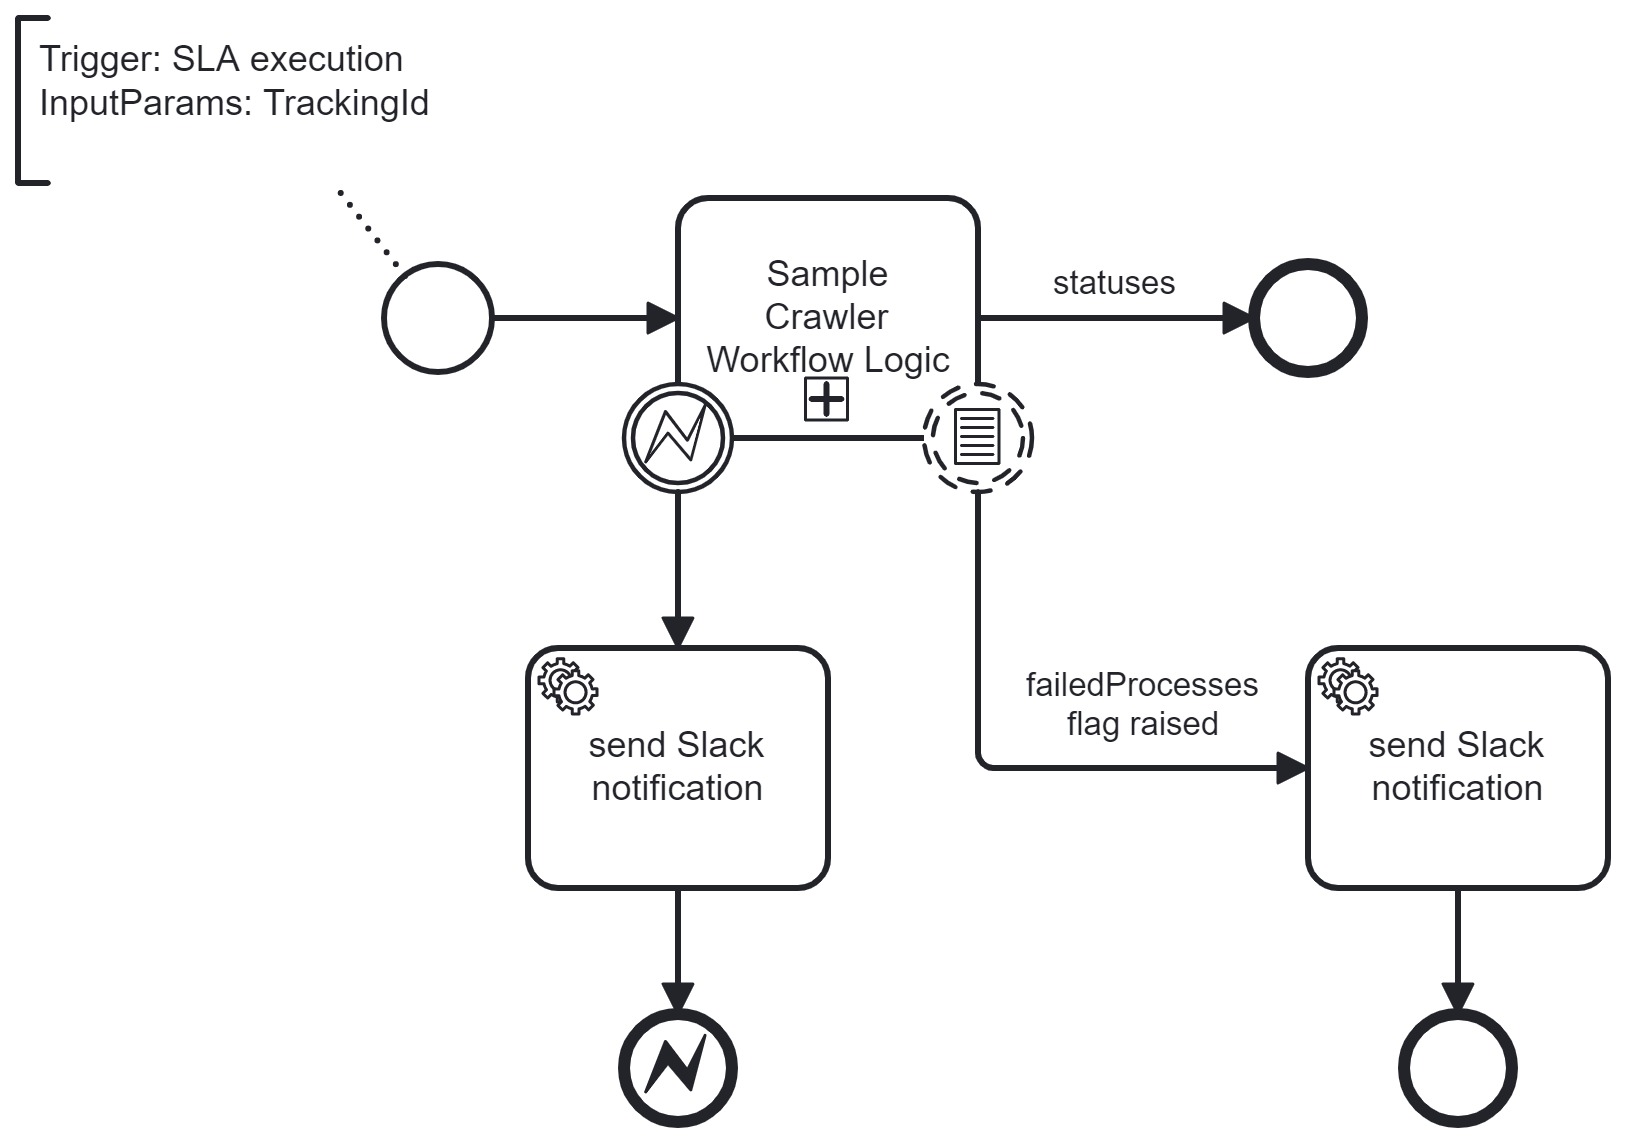 Trigger: SLA execution
InputParams: TrackingId
Sample
Crawler
Workflow Logic
statuses
failedProcesses
flag raised
send Slack
notification
send Slack
notification